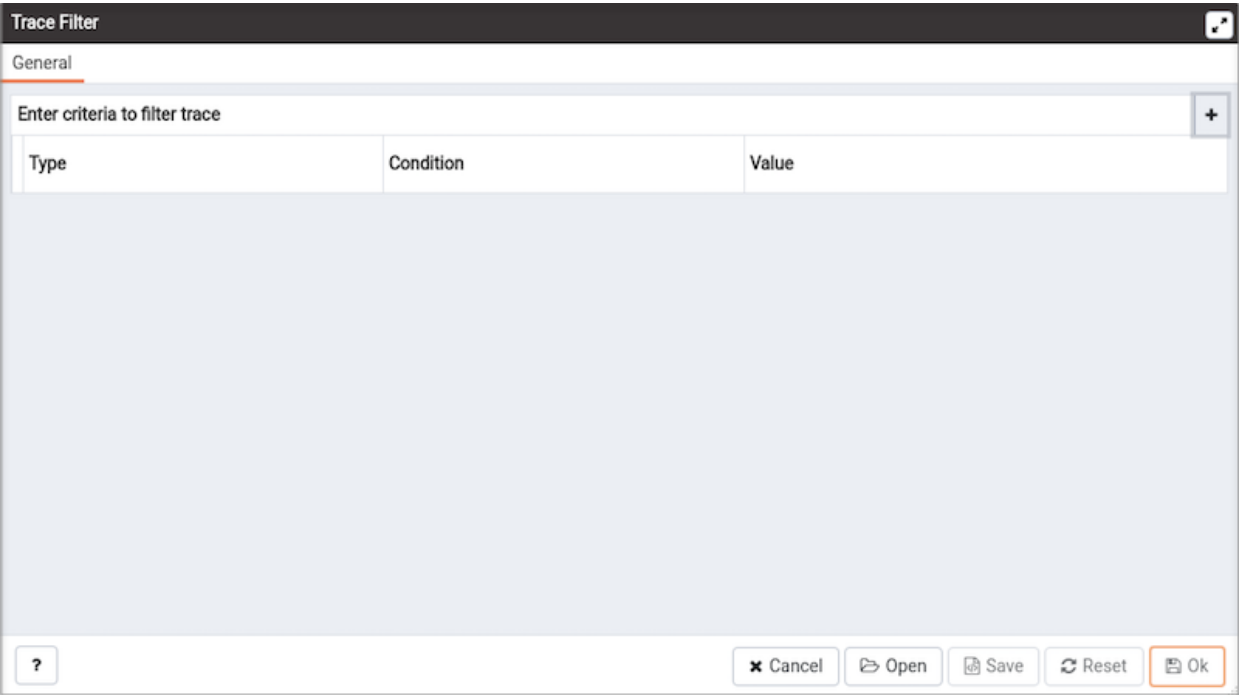 Trace Filter
General
Enter criteria to filter trace +
Type Condition Value
? Cancel Open Save Reset Ok